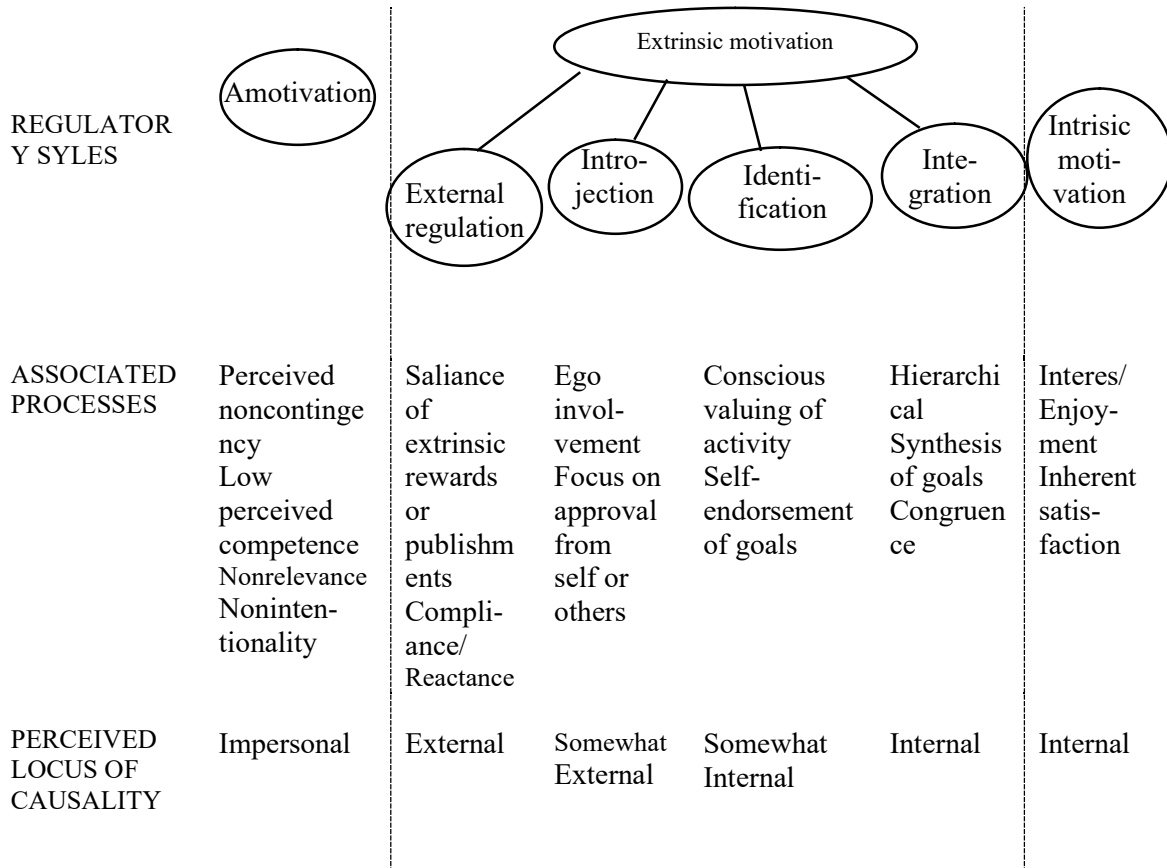 Extrinsic motivation
Amotivation
REGULATOR
Y SYLES
External
regulation
Intro-
jection
Identi-
fication
Inte-
gration
Intrisic
moti-
vation
ASSOCIATED
PROCESSES
Perceived
noncontinge
ncy
Low
perceived
competence
Nonrelevance
Noninten-
tionality
Saliance
of
extrinsic
rewards
or
publishm
ents
Compli-
ance/
Reactance
Ego
invol-
vement
Focus on
approval
from
self or
others
Conscious
valuing of
activity
Self-
endorsement
of goals
Hierarchi
cal
Synthesis
of goals
Congruen
ce
Interes/
Enjoy-
ment
Inherent
satis-
faction
PERCEIVED
LOCUS OF
CAUSALITY
Impersonal
External
Somewhat
External
Somewhat
Internal
Internal
Internal